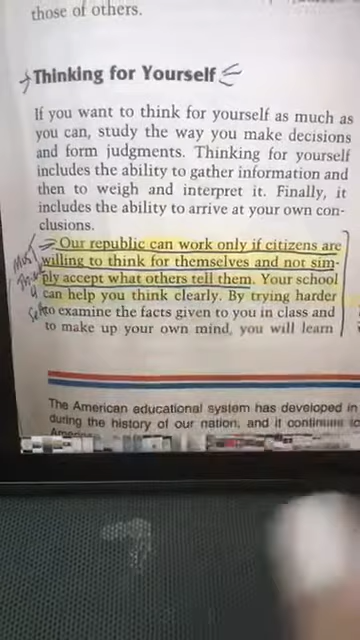 those of others.
Thinking for Yourself
If you want to think for yourself as much as
you can, study the way you make decisions
and form judgments. Thinking for yourself
includes the ability to gather information and
then to weigh and interpret it. Finally, it
includes the ability to arrive at your own con-
clusions.
Our republic can work only if citizens are
willing to think for themselves and not sim-
ply accept what others tell them. Your school
can help you think clearly. By trying harder
to examine the facts given to you in class and
to make up your own mind, you will learn
The American educational system has developed in
during the history of our nation, and it continue to